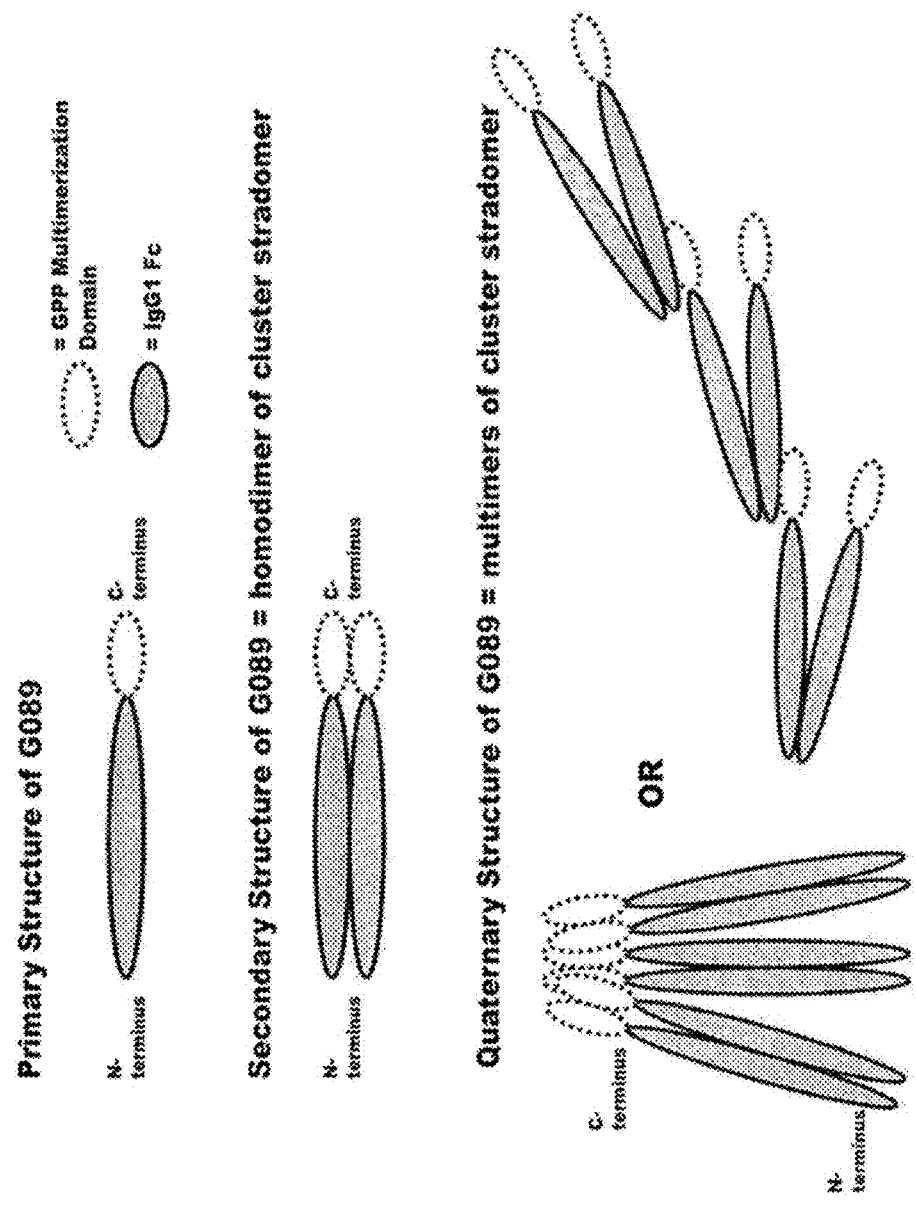 Primary Structure of G089
= GPP Multimerization
Domain
= IgG1 Fc
N-
terminus
C-
terminus
Secondary Structure of G089 = homodimer of cluster stradomer
N-
terminus
C-
terminus
Quaternary Structure of G089 = multimers of cluster stradomer
C-
terminus
N-
terminus
OR